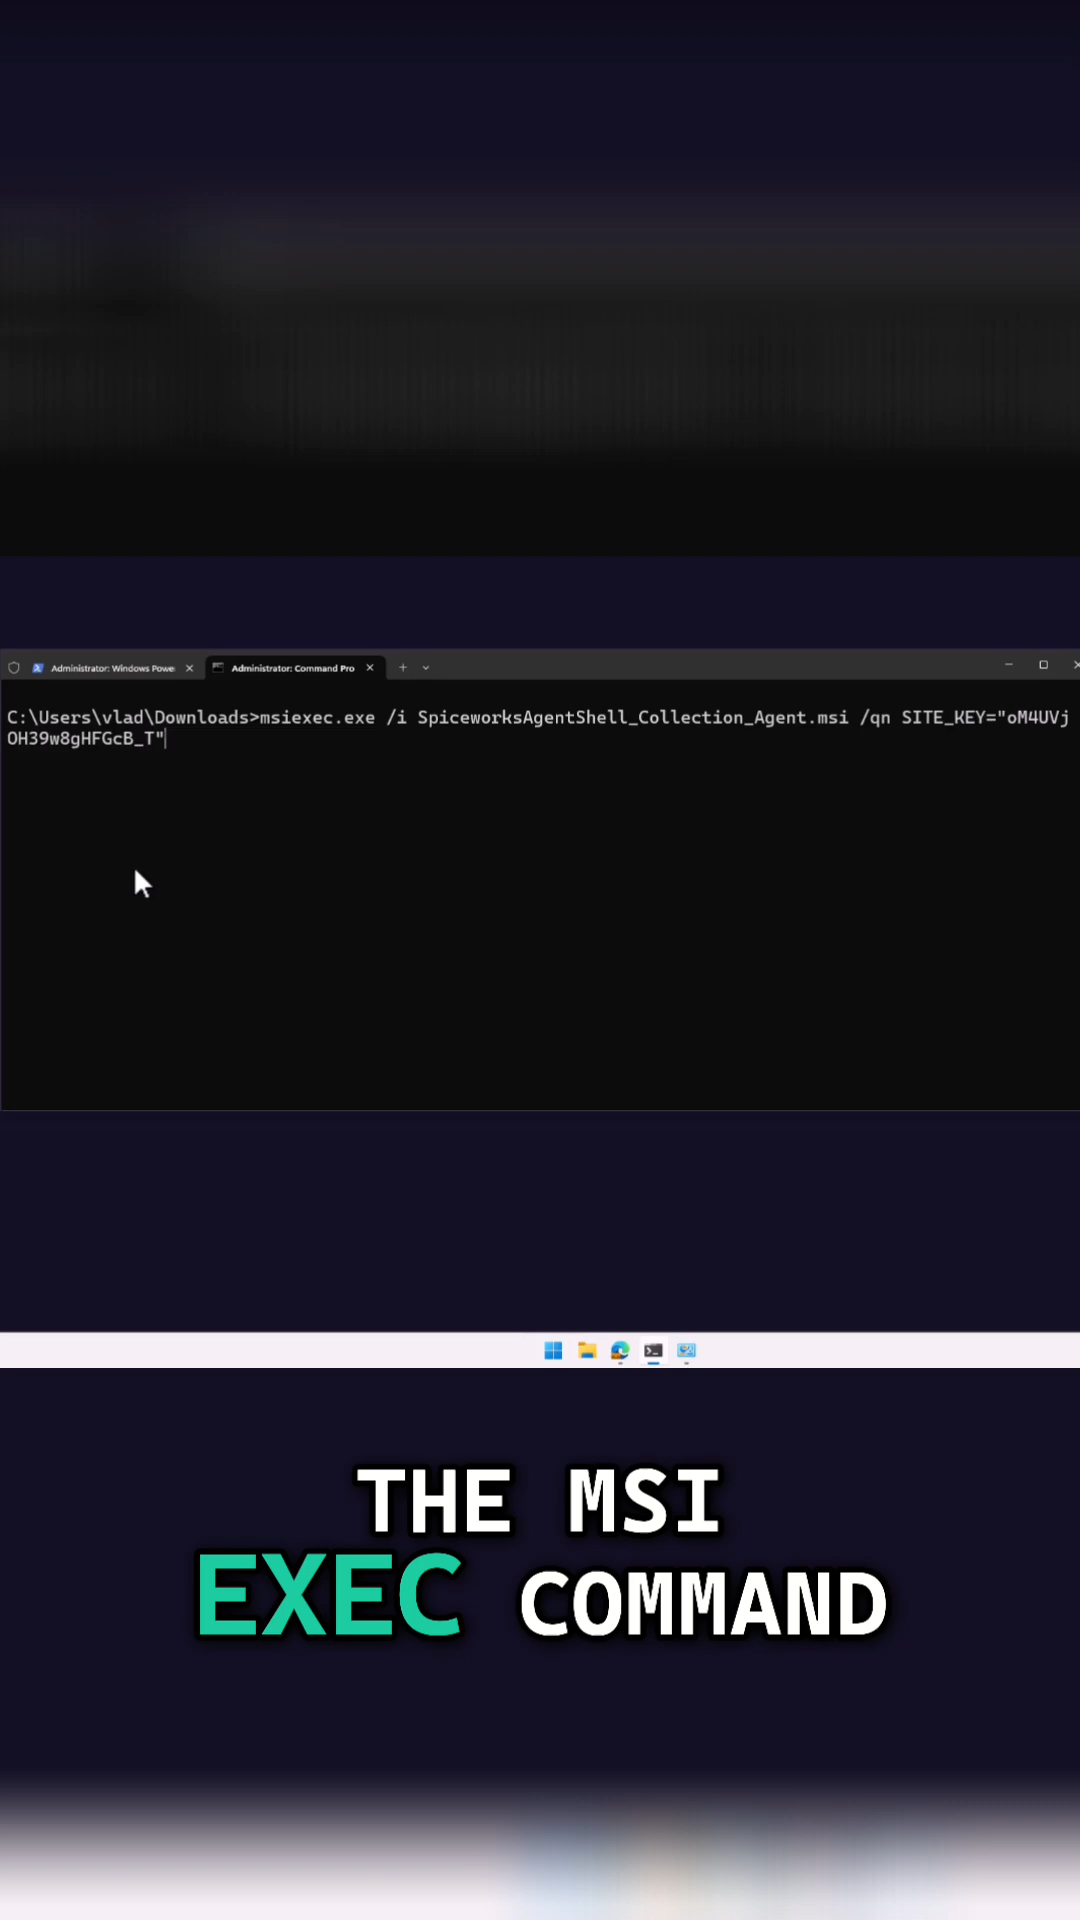 Administrator: Windows Powe
Administrator: Command Pro
C:\Users\vlad\Downloads>msiexec.exe /i SpiceworksAgentShell_Collection_Agent.msi /qn SITE_KEY="oM4UVj
OH39w8gHFGcB_T"
THE MSI
EXEC COMMAND